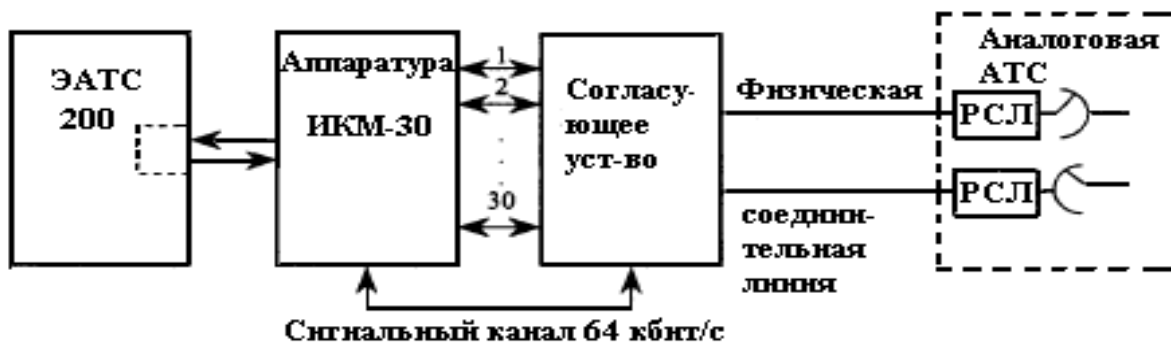 ЭАТС
200
Аппаратура
ИКМ-30
1
2
30
Согласу-
ющее
уст-во
Физическая
соедини-
тельная
линия
Аналоговая
АТС
РСЛ
РСЛ
Сигнальный канал 64 кбит/с